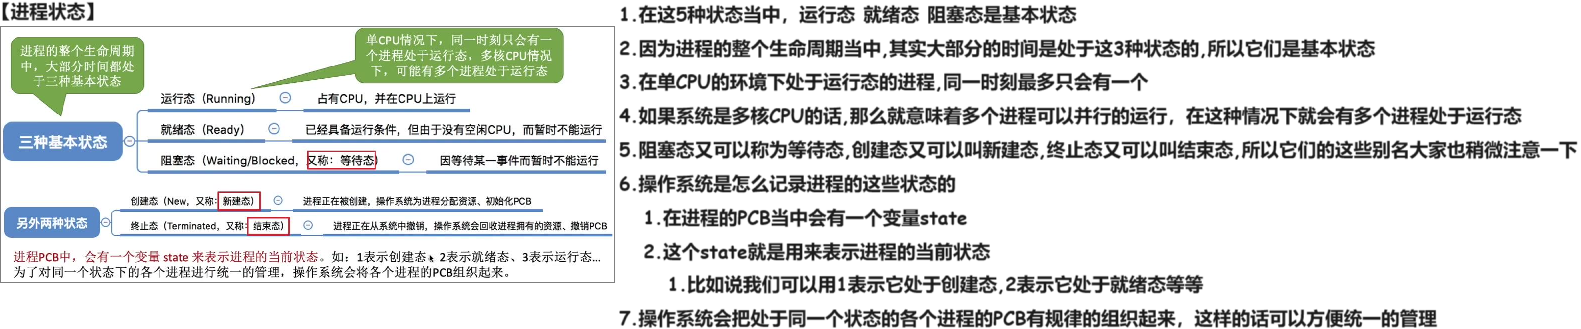 【进程状态】
进程的整个生命周期
中，大部分时间都处
于三种基本状态
单CPU情况下，同一时刻只会有一
个进程处于运行态，多核CPU情况
下，可能有多个进程处于运行态
三种基本状态
运行态（Running） 占有CPU，并在CPU上运行
就绪态（Ready） 已经具备运行条件，但由于没有空闲CPU，而暂时不能运行
阻塞态（Waiting/Blocked，又称：等待态） 因等待某一事件而暂时不能运行
另外两种状态
创建态（New，又称：新建态） 进程正在被创建，操作系统为进程分配资源、初始化PCB
终止态（Terminated，又称：结束态） 进程正在从系统中撤销，操作系统会回收进程拥有的资源、撤销PCB
进程PCB中，会有一个变量 state 来表示进程的当前状态。如：1表示创建态、2表示就绪态、3表示运行态...
为了对同一个状态下的各个进程进行统一的管理，操作系统会将各个进程的PCB组织起来。
1.在这5种状态当中，运行态 就绪态 阻塞态是基本状态
2.因为进程的整个生命周期当中,其实大部分的时间是处于这3种状态的,所以它们是基本状态
3.在单CPU的环境下处于运行态的进程,同一时刻最多只会有一个
4.如果系统是多核CPU的话,那么就意味着多个进程可以并行的运行，在这种情况下就会有多个进程处于运行态
5.阻塞态又可以称为等待态,创建态又可以叫新建态,终止态又可以叫结束态,所以它们的这些别名大家也稍微注意一下
6.操作系统是怎么记录进程的这些状态的
1.在进程的PCB当中会有一个变量state
2.这个state就是用来表示进程的当前状态
1.比如说我们可以用1表示它处于创建态,2表示它处于就绪态等等
7.操作系统会把处于同一个状态的各个进程的PCB有规律的组织起来，这样的话可以方便统一的管理